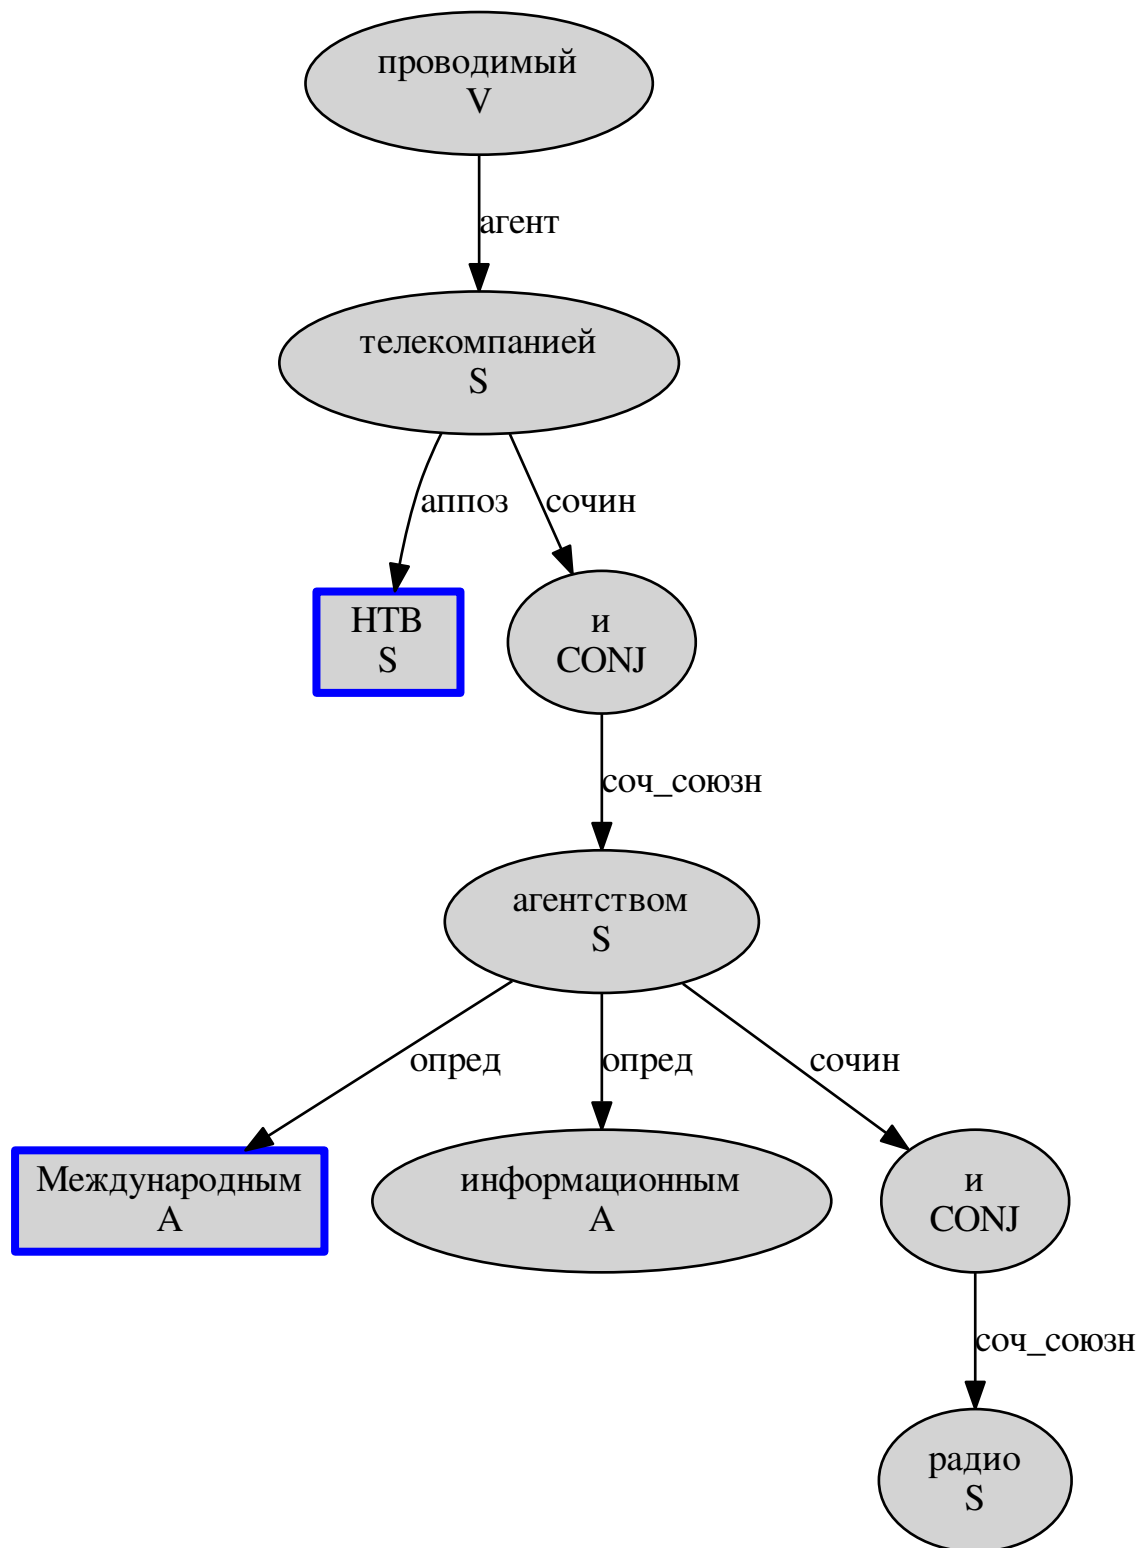 проводимый
V
агент
телекомпанией
S
аппоз
сочин
НТВ
S
и
CONJ
соч_союзн
агентством
S
опред
опред
сочин
Международным
A
информационным
A
и
CONJ
соч_союзн
радио
S